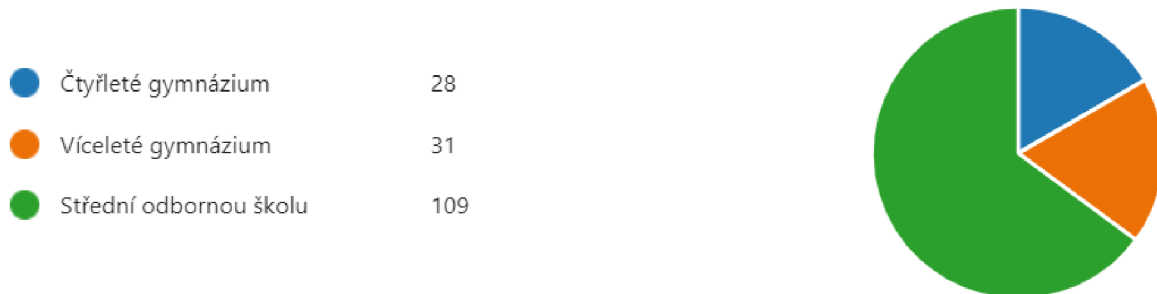 Čtyřleté gymnázium 28
Víceleté gymnázium 31
Střední odbornou školu 109